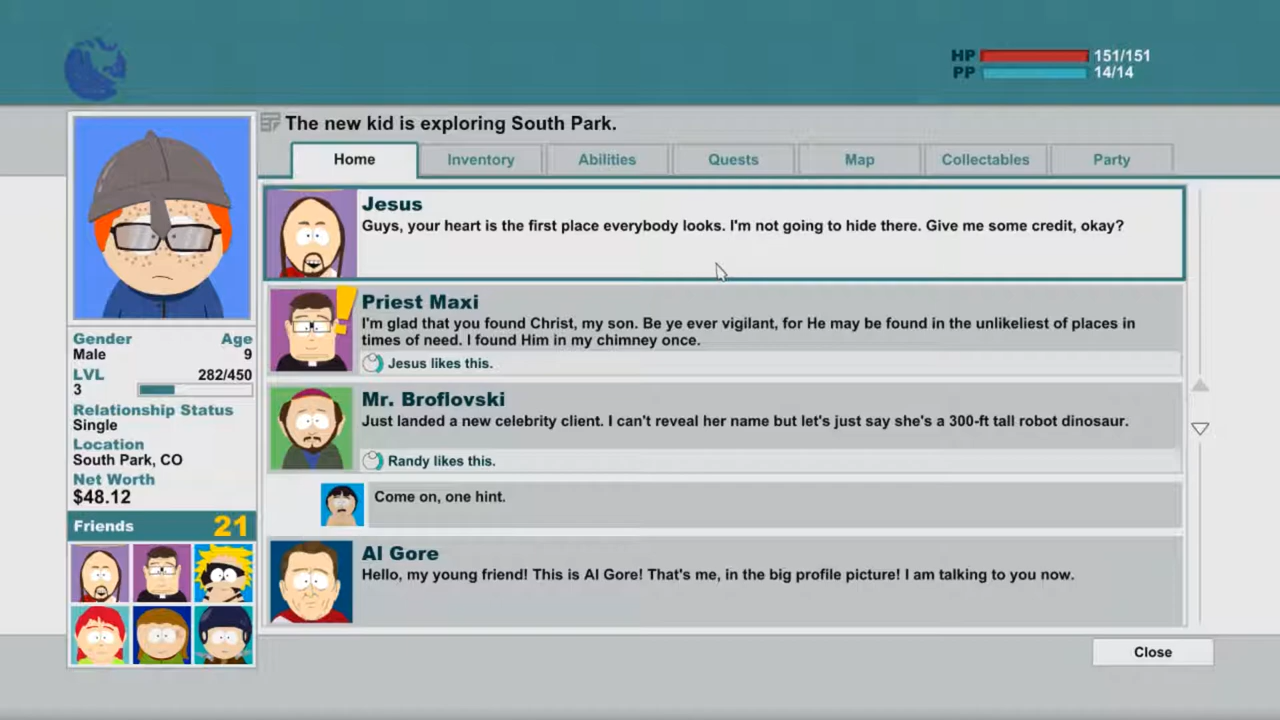 HP 151/151
PP 14/14
The new kid is exploring South Park.
Home Inventory Abilities Quests Map Collectables Party
Gender Age
Male 9
LVL 282/450
3
Relationship Status
Single
Location
South Park, CO
Net Worth
$48.12
Friends 21
Jesus
Guys, your heart is the first place everybody looks. I'm not going to hide there. Give me some credit, okay?
!
Priest Maxi
I'm glad that you found Christ, my son. Be ye ever vigilant, for He may be found in the unlikeliest of places in
times of need. I found Him in my chimney once.
Jesus likes this.
Mr. Broflovski
Just landed a new celebrity client. I can't reveal her name but let's just say she's a 300-ft tall robot dinosaur.
Randy likes this.
Come on, one hint.
Al Gore
Hello, my young friend! This is Al Gore! That's me, in the big profile picture! I am talking to you now.
Close